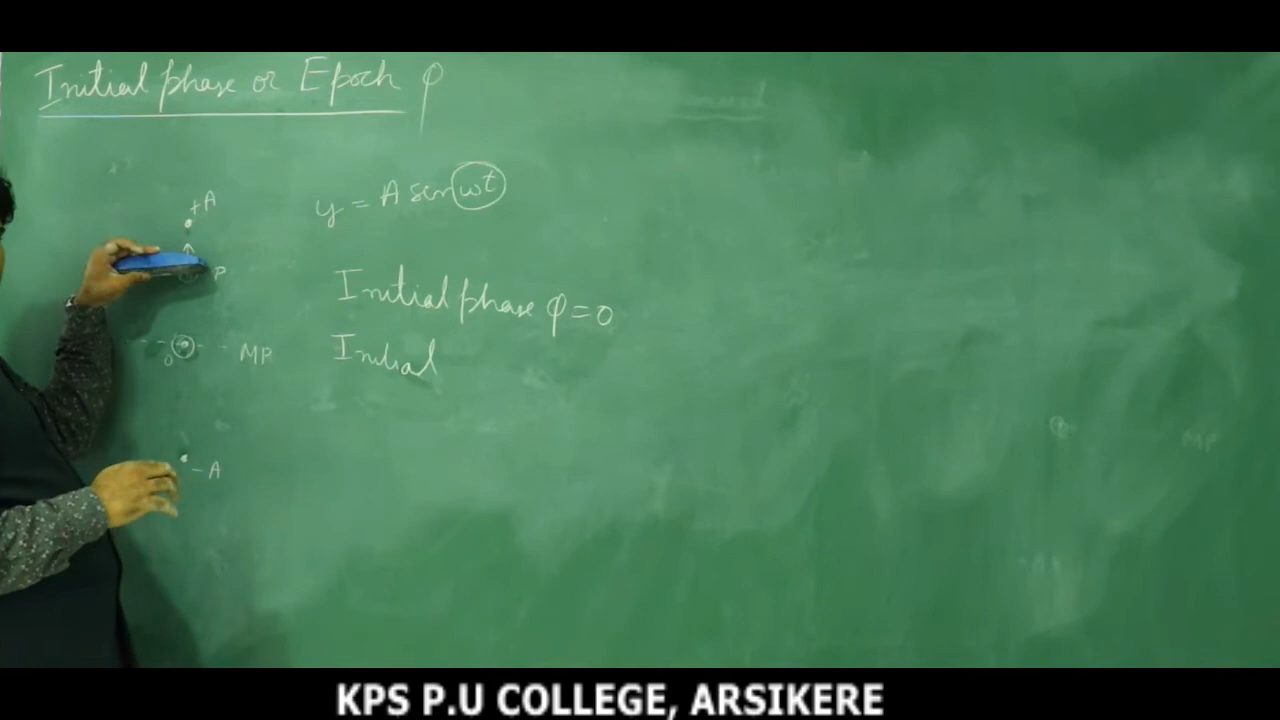 Initial phase or Epoch φ
+A
y = A sin ωt
P
Initial phase φ = 0
O MP
Initial
-A
KPS P.U COLLEGE, ARSIKERE